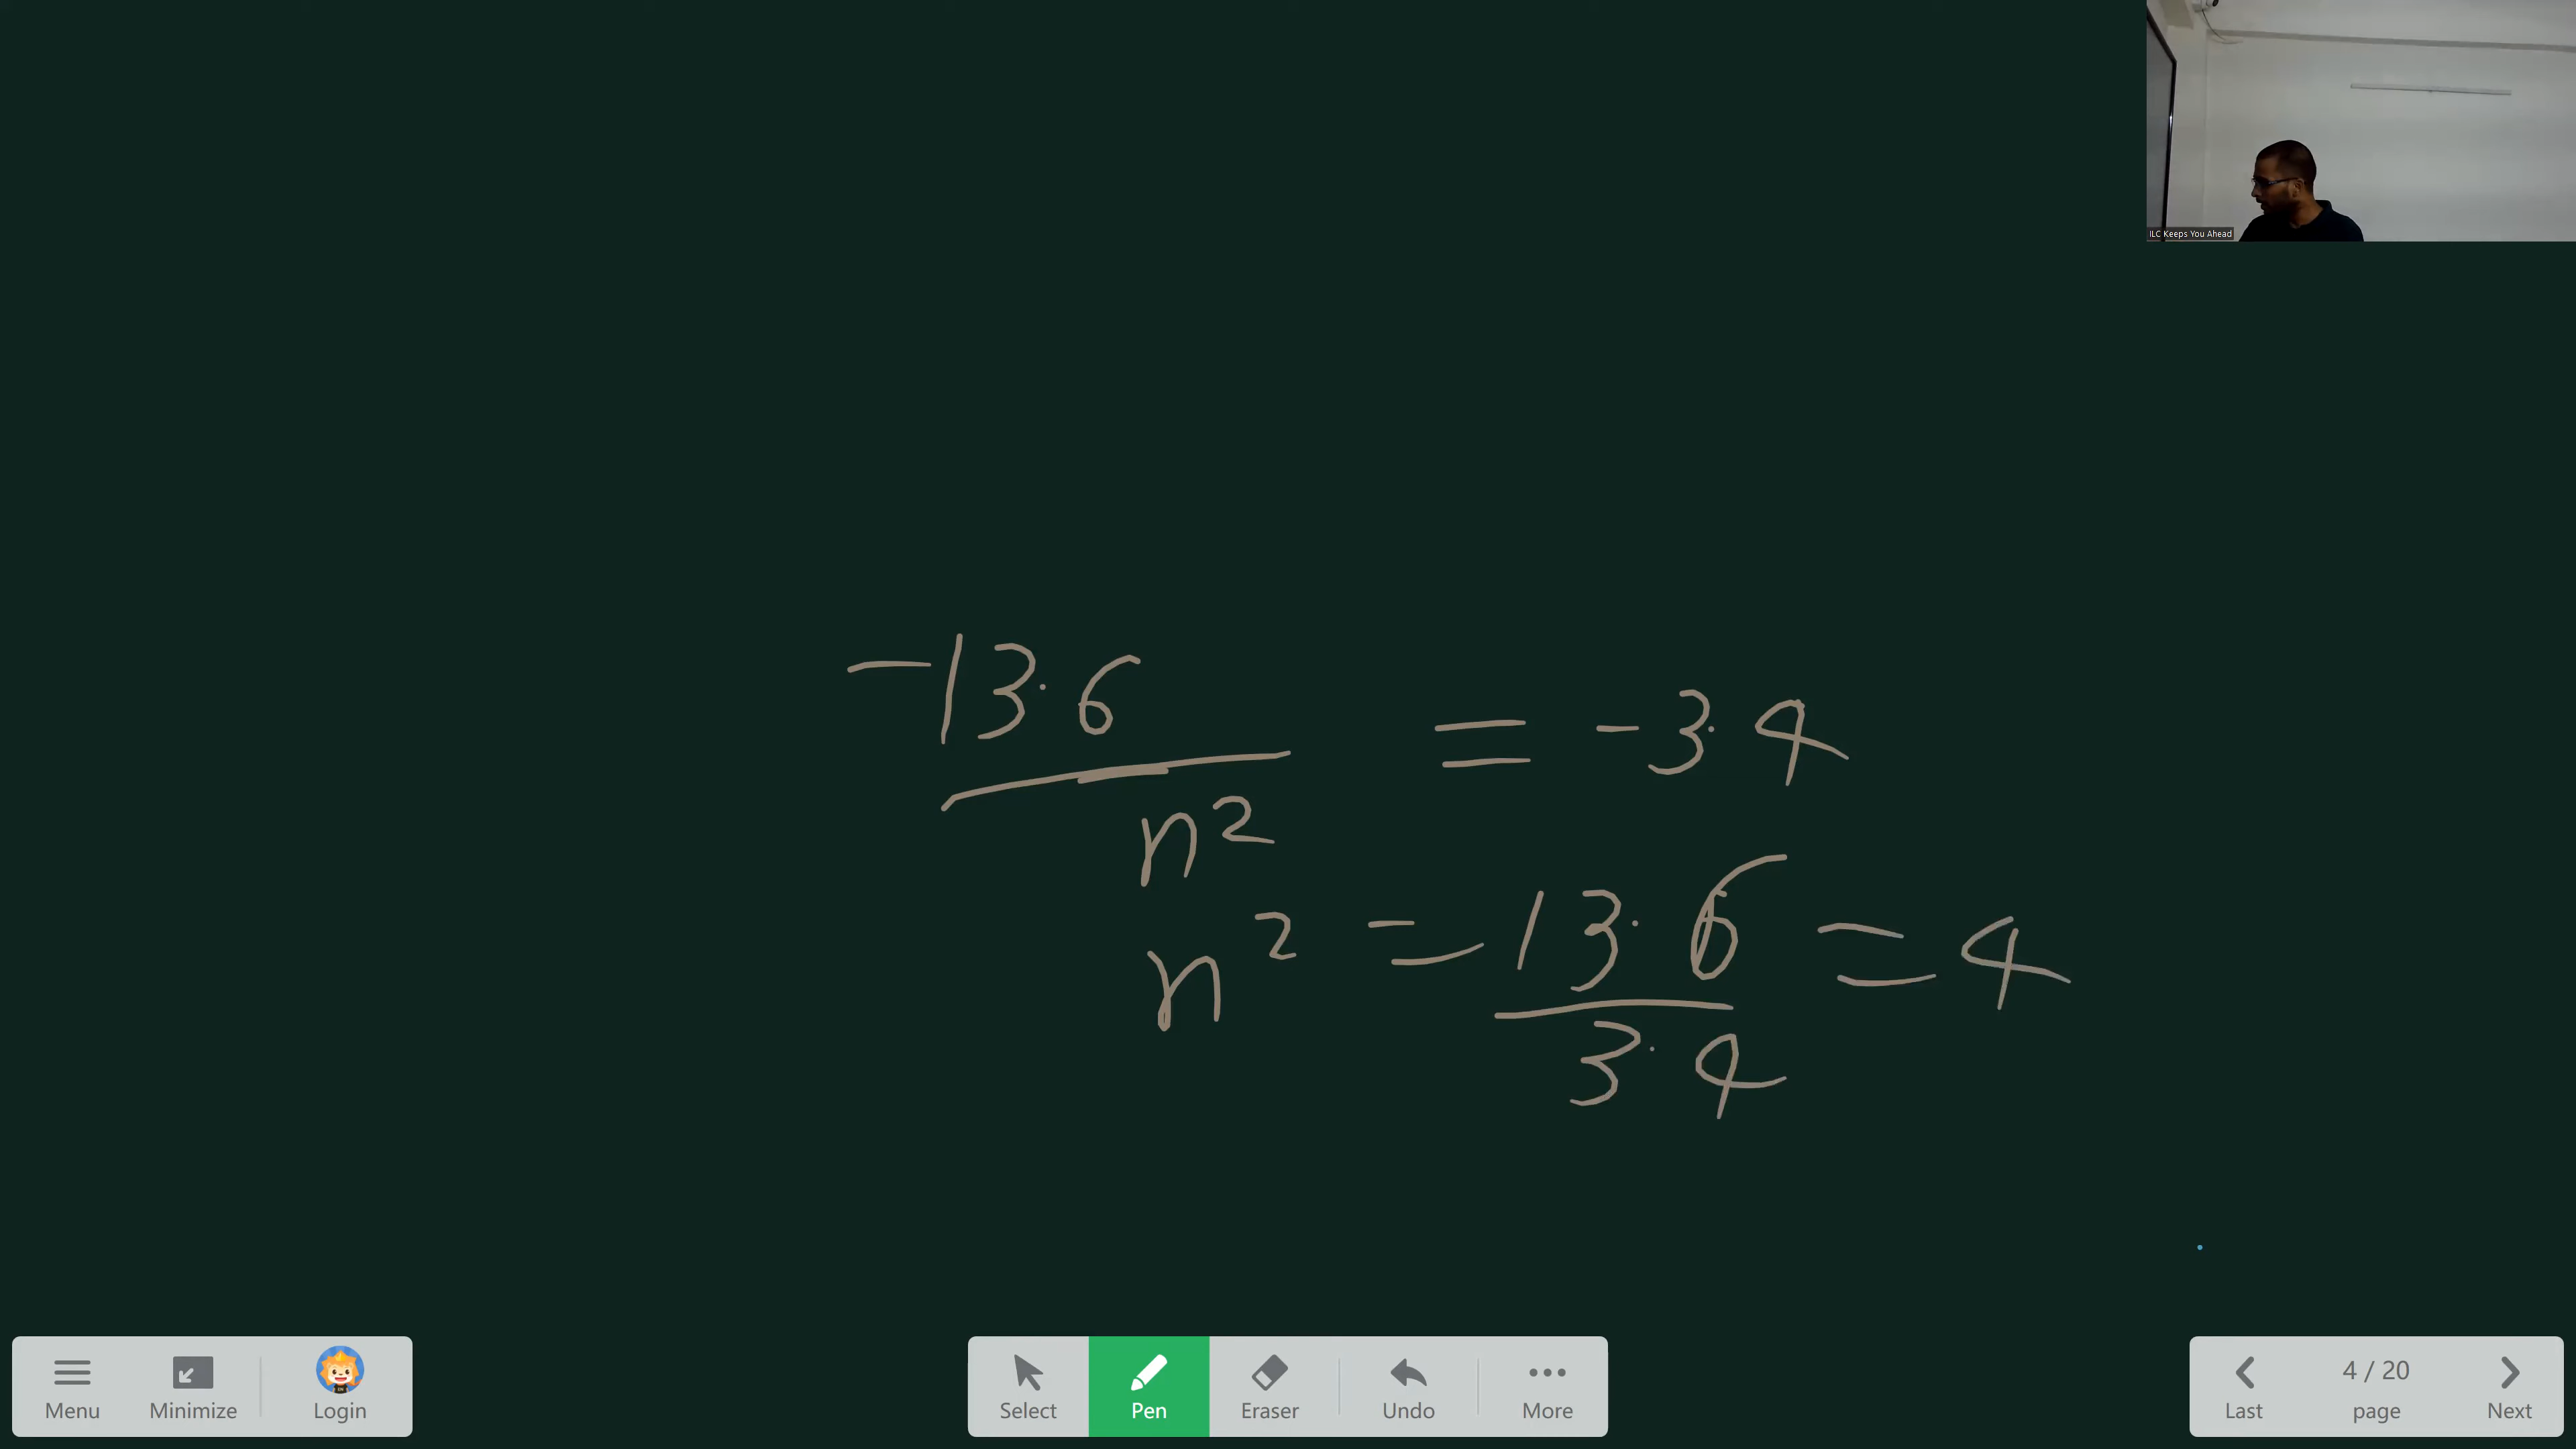 ILC Keeps You Ahead
-13.6 / n² = -3.4
n² = 13.6 / 3.4 = 4
Menu Minimize Login
Select Pen Eraser Undo More
4 / 20
Last page Next